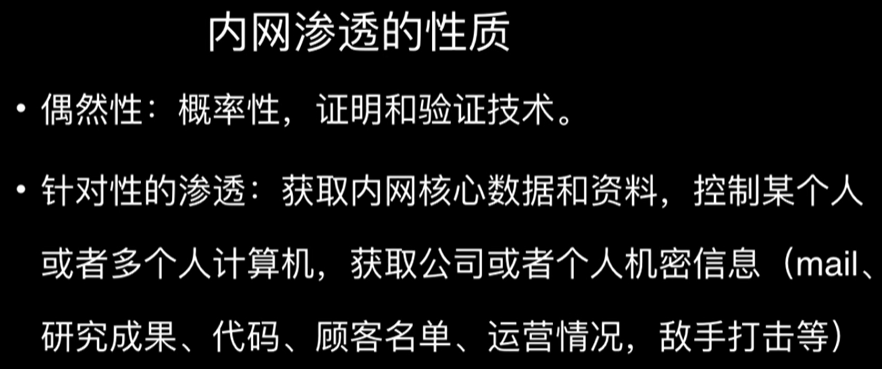 内网渗透的性质
• 偶然性：概率性，证明和验证技术。
• 针对性的渗透：获取内网核心数据和资料，控制某个人
或者多个人计算机，获取公司或者个人机密信息（mail、
研究成果、代码、顾客名单、运营情况，敌手打击等）